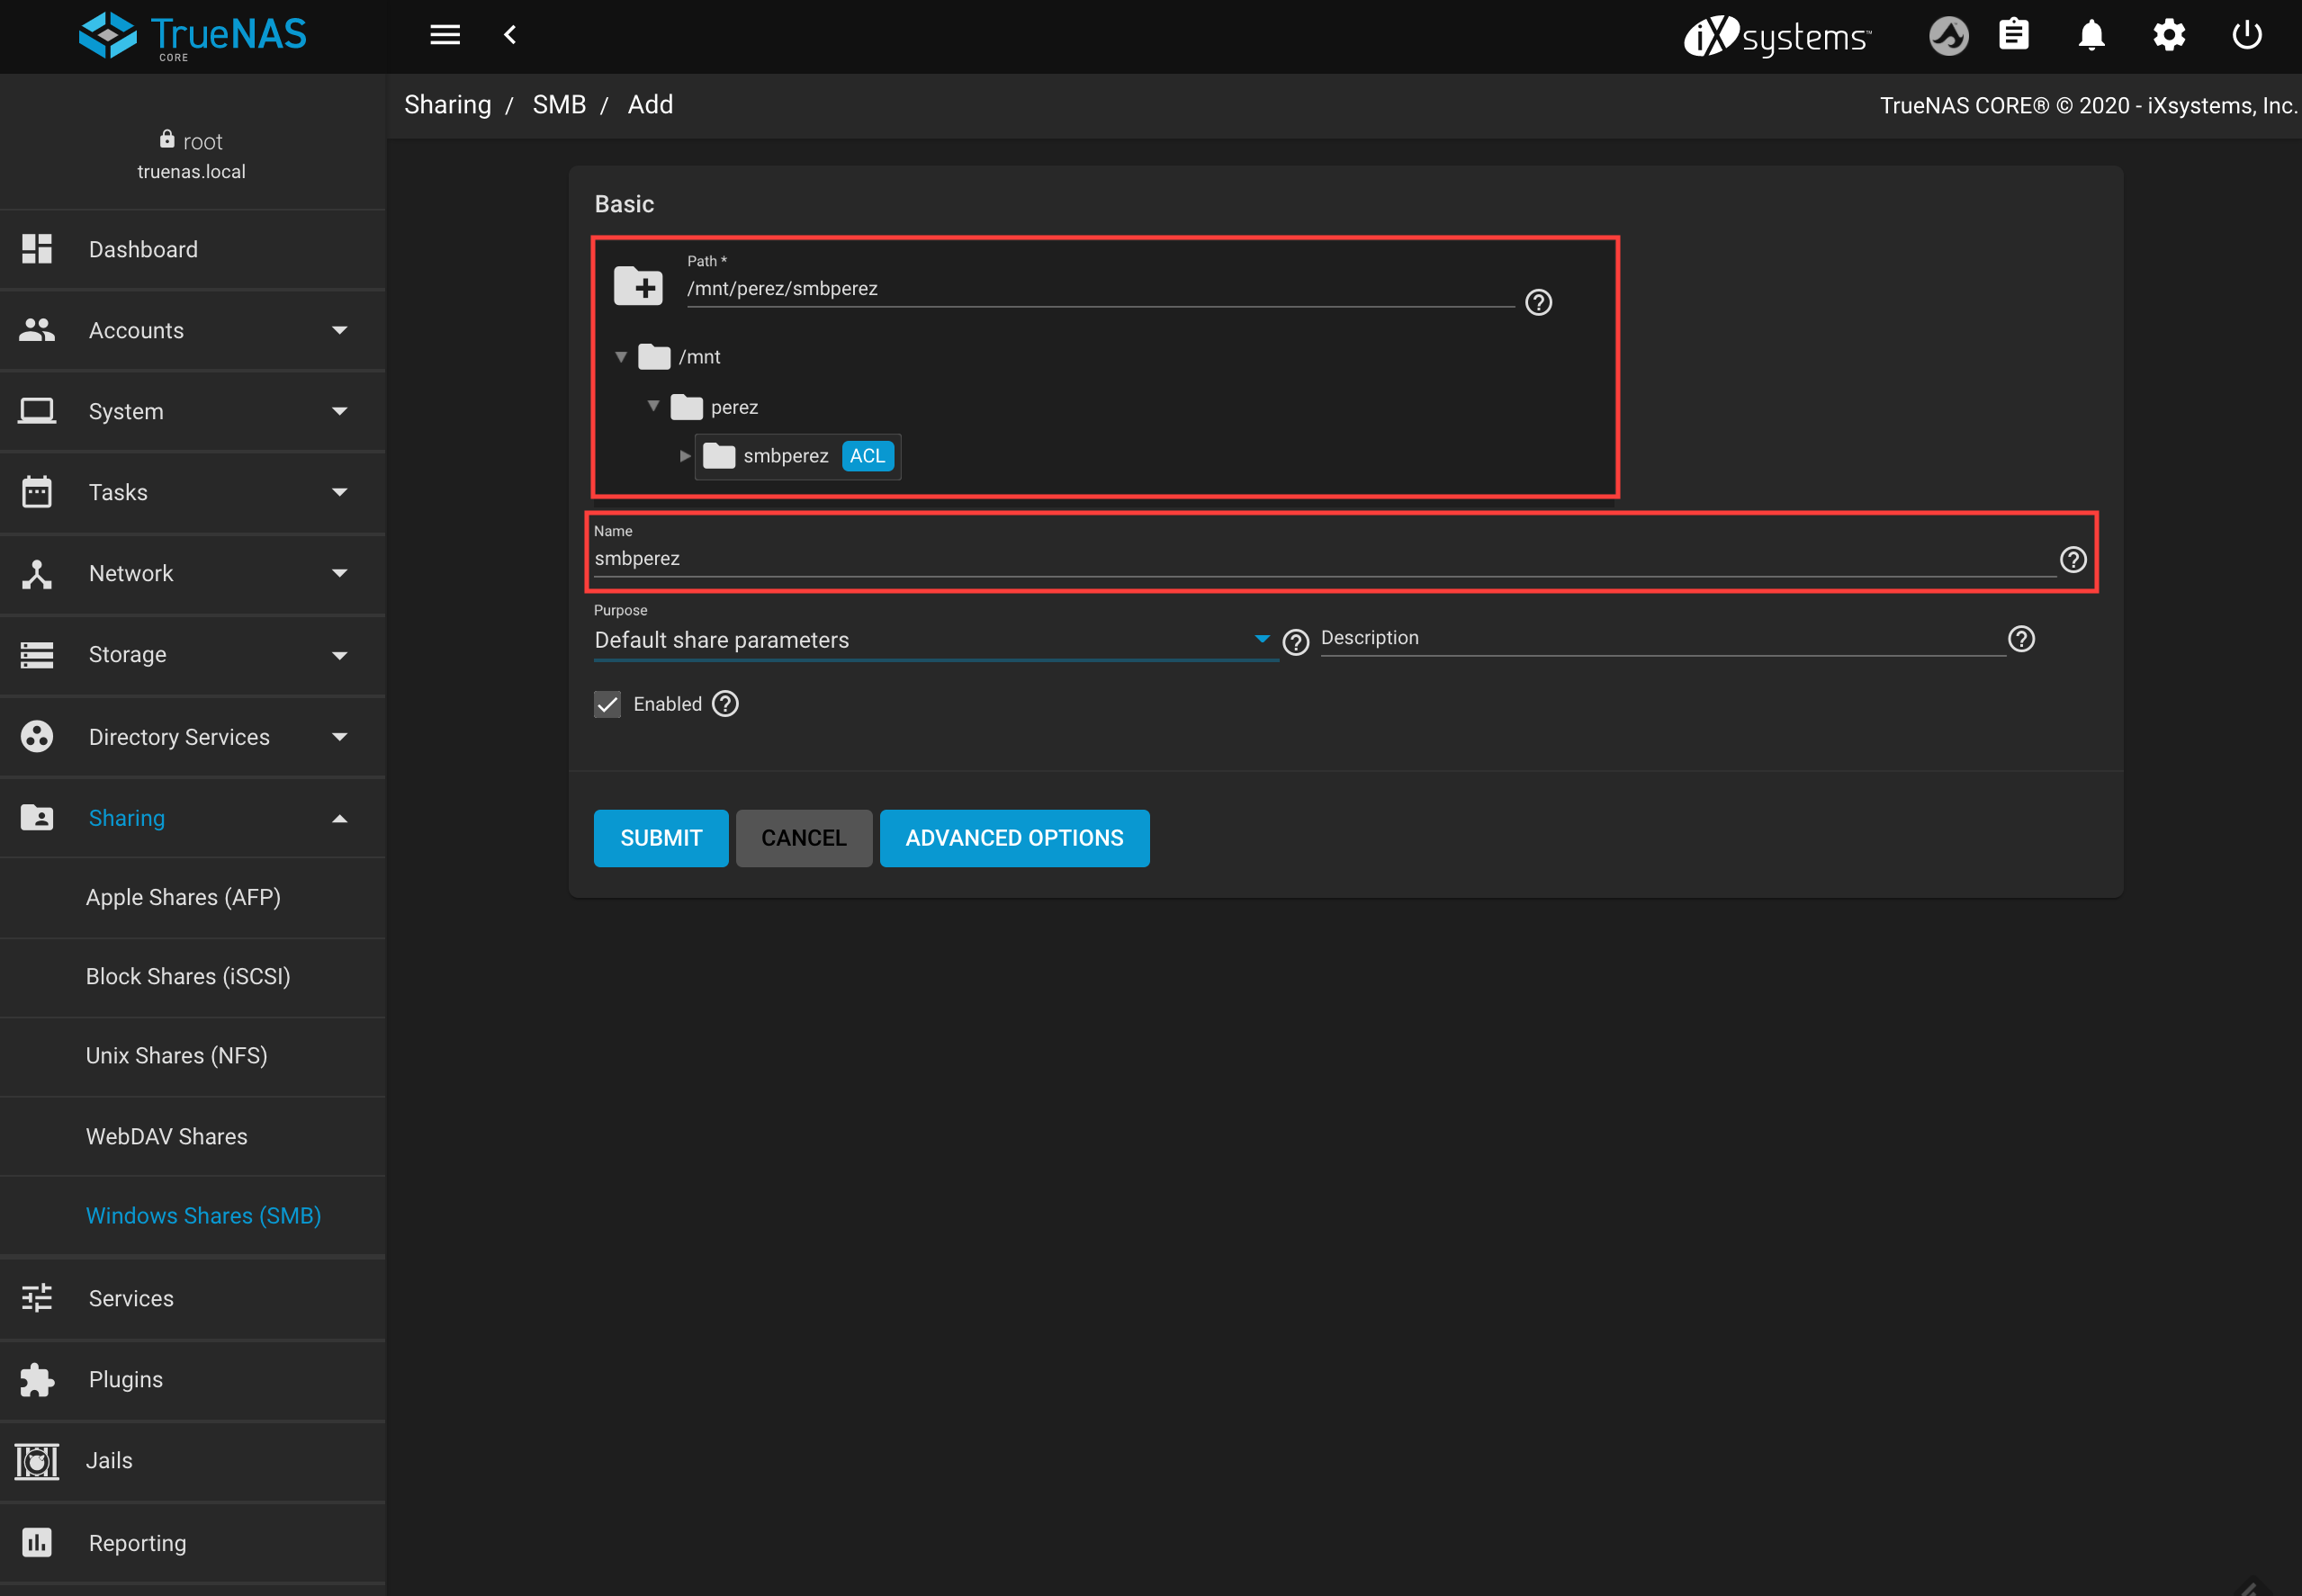 TrueNAS
CORE
iXsystems™
Sharing / SMB / Add
TrueNAS CORE® © 2020 - iXsystems, Inc.
root
truenas.local
Dashboard
Accounts
System
Tasks
Network
Storage
Directory Services
Sharing
Apple Shares (AFP)
Block Shares (iSCSI)
Unix Shares (NFS)
WebDAV Shares
Windows Shares (SMB)
Services
Plugins
Jails
Reporting
Basic
Path *
/mnt/perez/smbperez
/mnt
perez
smbperez ACL
Name
smbperez
Purpose
Default share parameters
Description
Enabled
SUBMIT CANCEL ADVANCED OPTIONS